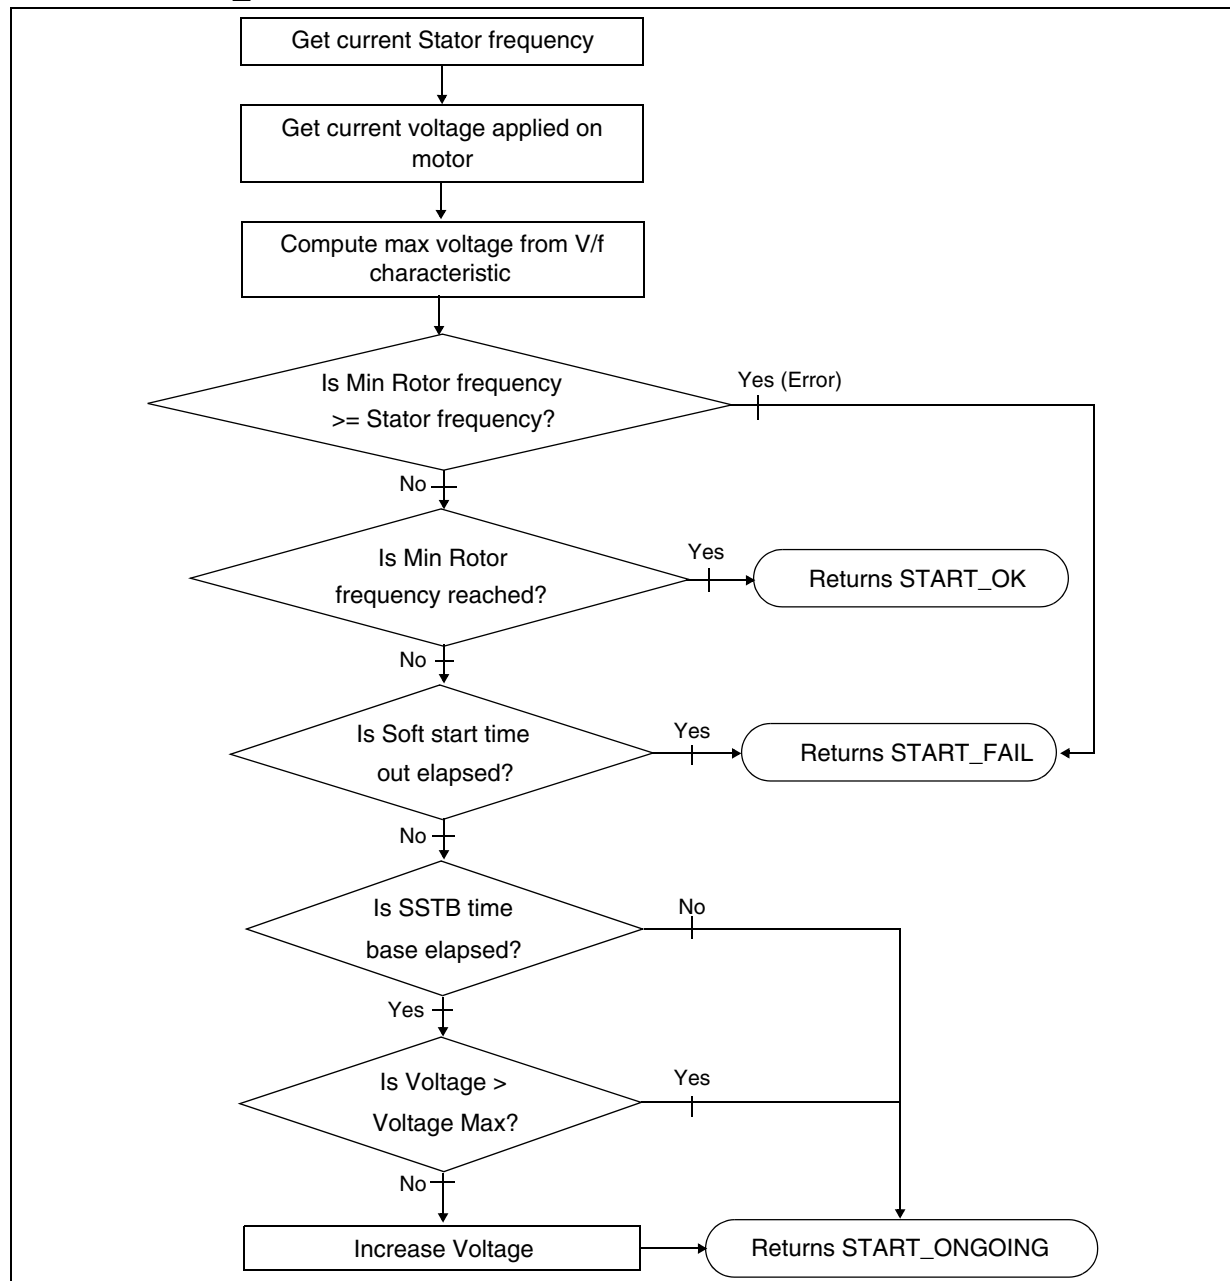 Get current Stator frequency
Get current voltage applied on
motor
Compute max voltage from V/f
characteristic
Is Min Rotor frequency
>= Stator frequency?
Yes (Error)
No
Is Min Rotor
frequency reached?
Yes
Returns START_OK
No
Is Soft start time
out elapsed?
Yes
Returns START_FAIL
No
Is SSTB time
base elapsed?
No
Yes
Is Voltage >
Voltage Max?
Yes
No
Increase Voltage
Returns START_ONGOING